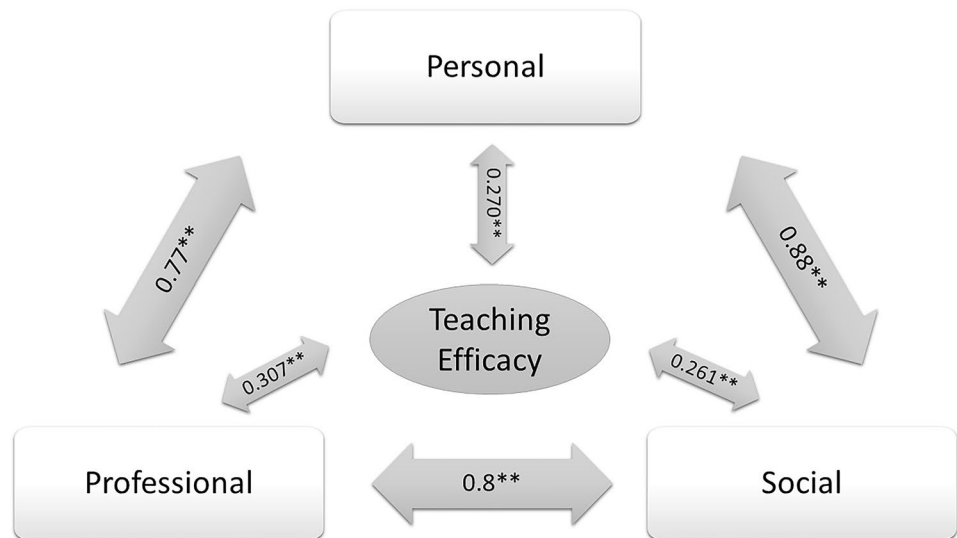 Personal
0.270**
0.77**
0.88**
Teaching
Efficacy
0.307**
0.261**
Professional
0.8**
Social